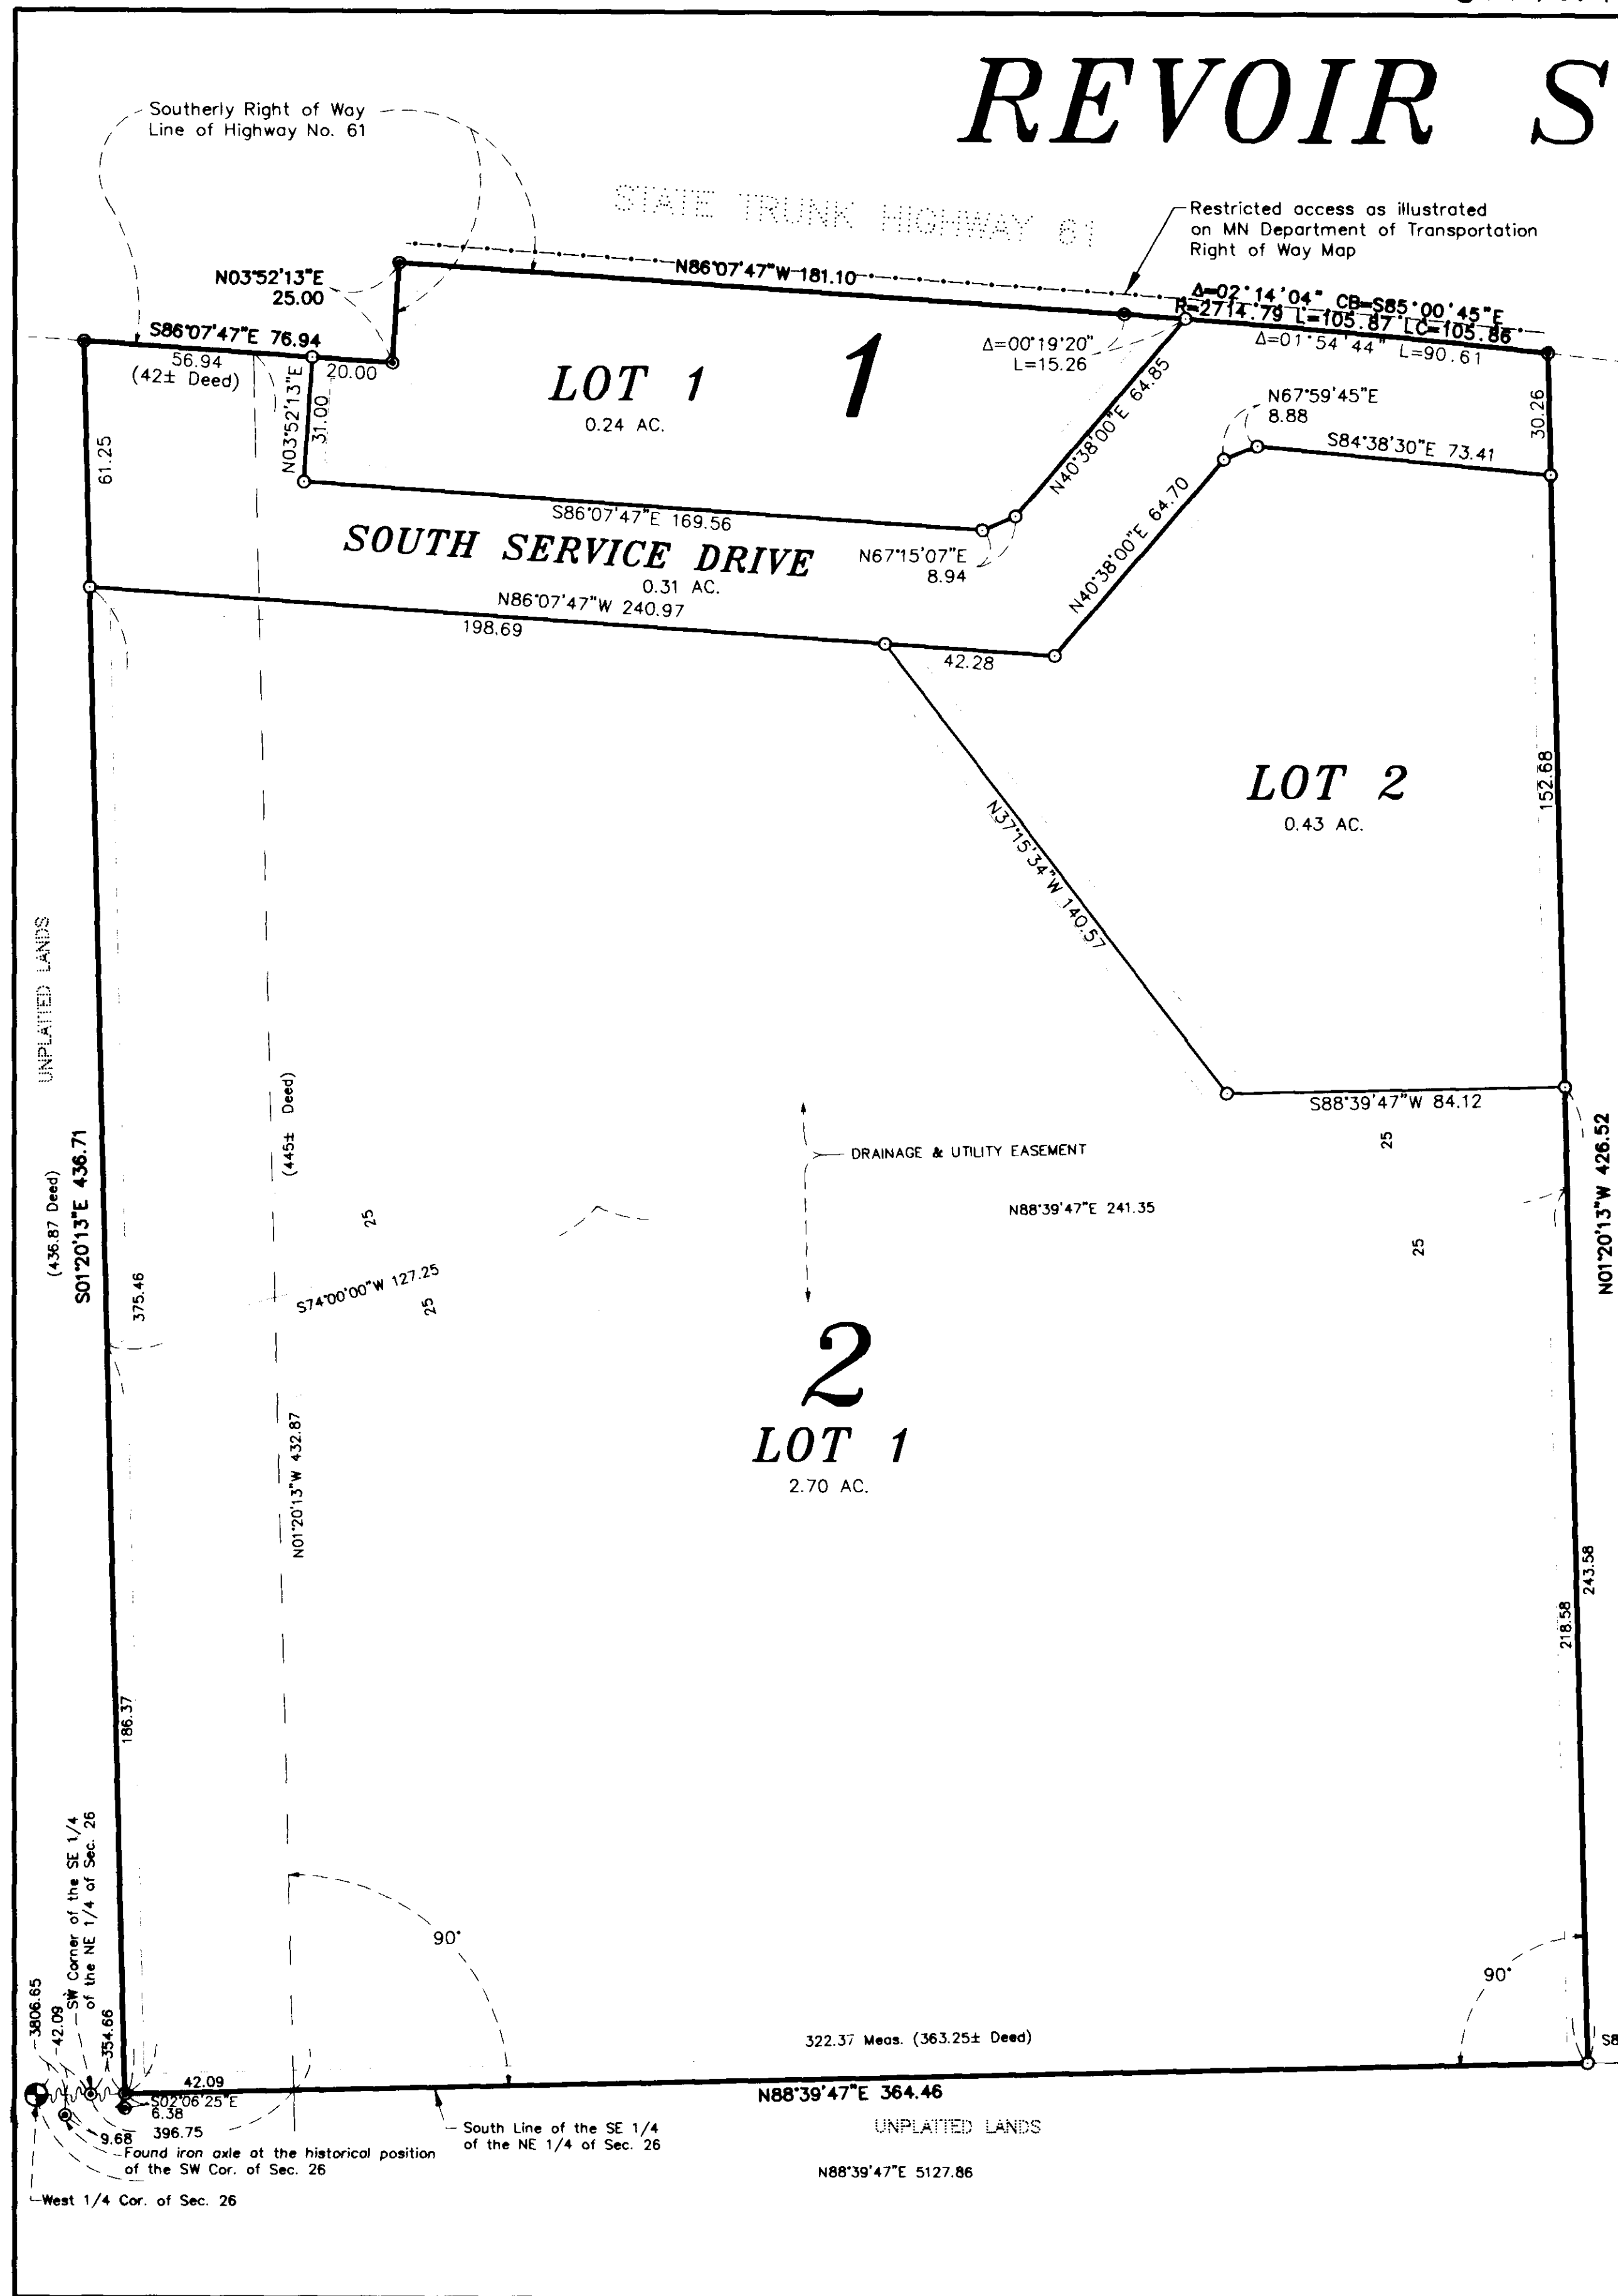 REVOIR S
Southerly Right of Way
Line of Highway No. 61
STATE TRUNK HIGHWAY 61
Restricted access as illustrated
on MN Department of Transportation
Right of Way Map
N03°52'13"E
25.00
N86°07'47"W 181.10
Δ=02°14'04" CB=S85°00'45"E
R=2714.79 L=105.87 LC=105.86
Δ=01°54'44" L=90.61
S86°07'47"E 76.94
56.94
(42± Deed)
20.00
N03°52'13"E
31.00
LOT 1
0.24 AC.
1
Δ=00°19'20"
L=15.26
N40°38'00"E 64.85
N67°59'45"E
8.88
S84°38'30"E 73.41
30.26
61.25
S86°07'47"E 169.56
SOUTH SERVICE DRIVE
0.31 AC.
N67°15'07"E
8.94
N40°38'00"E 64.70
N86°07'47"W 240.97
198.69
42.28
LOT 2
0.43 AC.
152.68
N37°15'34"W 140.57
S88°39'47"W 84.12
UNPLATTED LANDS
(436.87 Deed)
S01°20'13"E 436.71
375.46
(445± Deed)
DRAINAGE & UTILITY EASEMENT
25
N88°39'47"E 241.35
25
N01°20'13"W 426.52
25
S74°00'00"W 127.25
25
2
LOT 1
2.70 AC.
N01°20'13"W 432.87
243.58
218.58
186.37
SW Corner of the SE 1/4
of the NE 1/4 of Sec. 26
3806.65
42.09
354.66
90°
90°
322.37 Meas. (363.25± Deed)
S8
42.09
S02°06'25"E
6.38
396.75
9.68
N88°39'47"E 364.46
South Line of the SE 1/4
of the NE 1/4 of Sec. 26
UNPLATTED LANDS
Found iron axle at the historical position
of the SW Cor. of Sec. 26
N88°39'47"E 5127.86
West 1/4 Cor. of Sec. 26